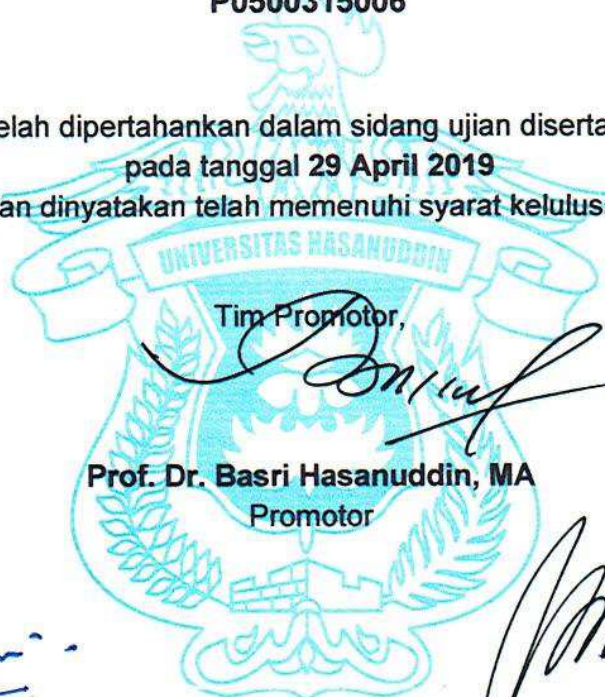 P0500315006
elah dipertahankan dalam sidang ujian diserta
pada tanggal 29 April 2019
an dinyatakan telah memenuhi syarat kelulus
UNIVERSITAS HASANUDDIN
Tim Promotor,
Prof. Dr. Basri Hasanuddin, MA
Promotor